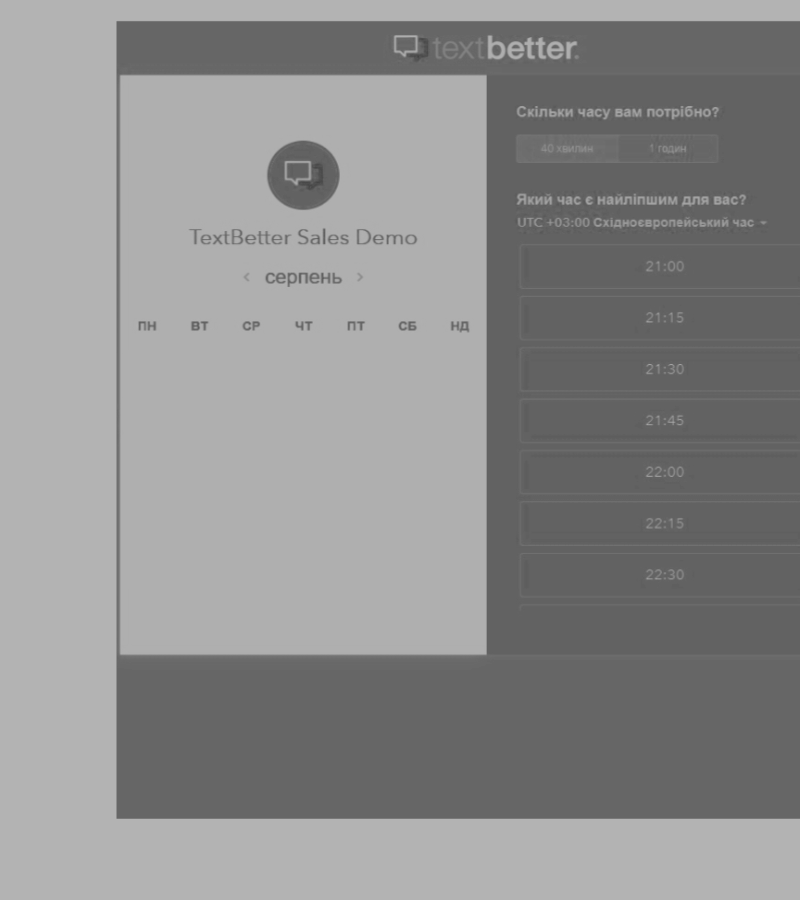 textbetter.
TextBetter Sales Demo
< серпень >
ПН ВТ СР ЧТ ПТ СБ НД
Скільки часу вам потрібно?
40 хвилин 1 годин
Який час є найліпшим для вас?
UTC +03:00 Східноєвропейський час
21:00
21:15
21:30
21:45
22:00
22:15
22:30